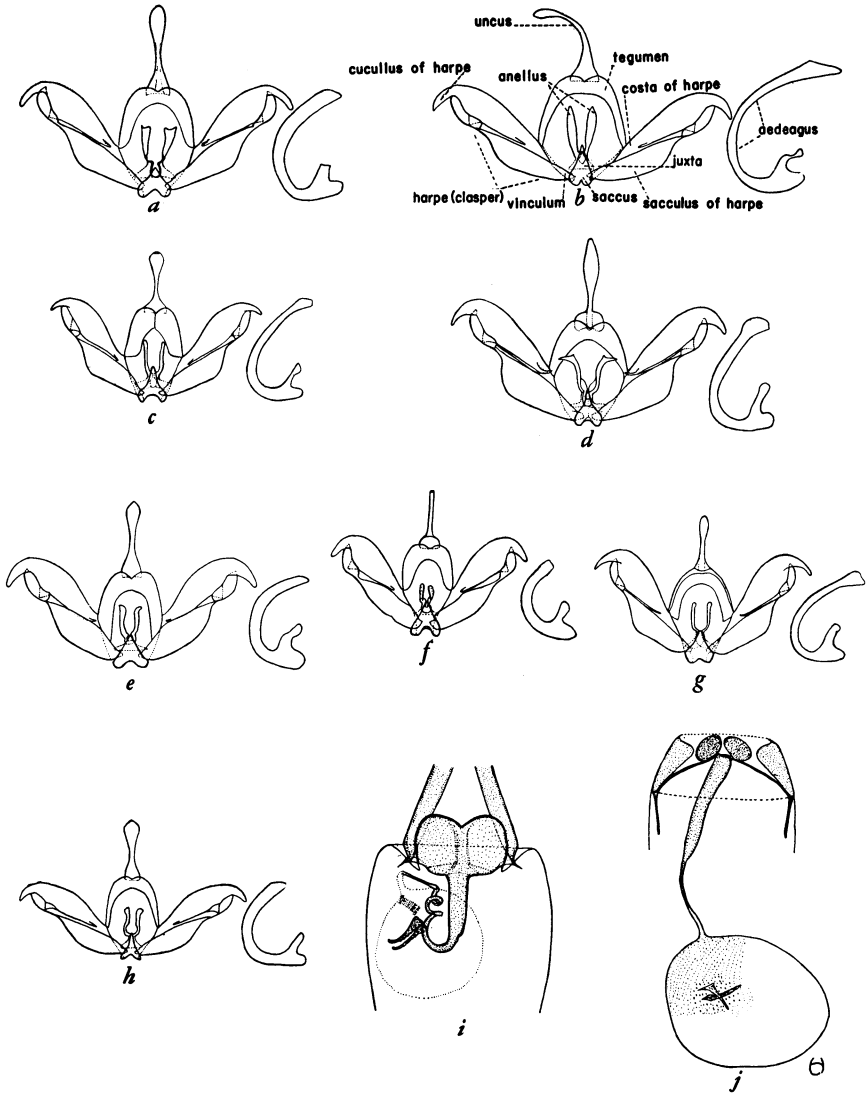 uncus
tegumen
cucullus of harpe
anellus
costa of harpe
aedeagus
juxta
harpe (clasper)
vinculum
saccus
sacculus of harpe
a
b
c
d
e
f
g
h
i
j